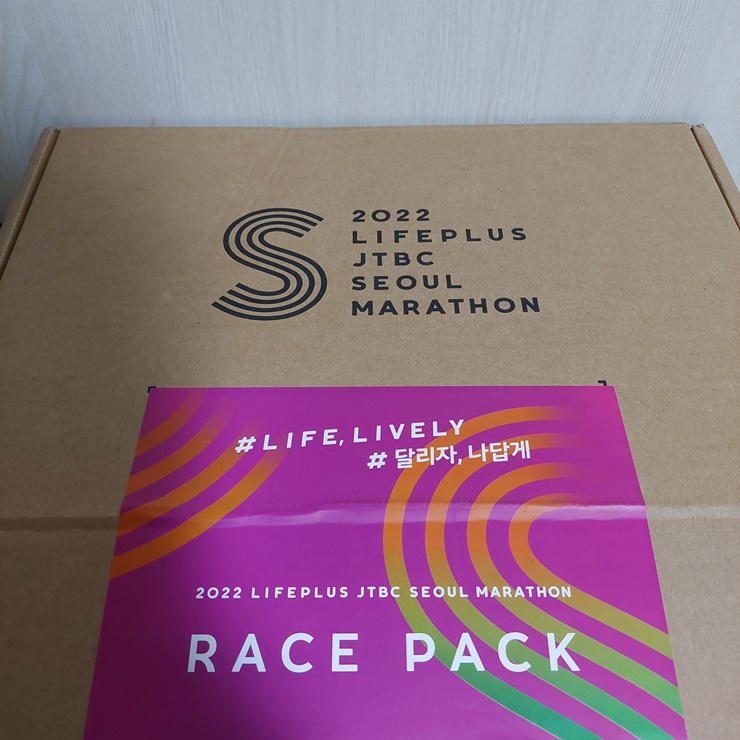 2022
LIFEPLUS
JTBC
SEOUL
MARATHON
#LIFE, LIVELY
# 달리자, 나답게
2022 LIFEPLUS JTBC SEOUL MARATHON
RACE PACK